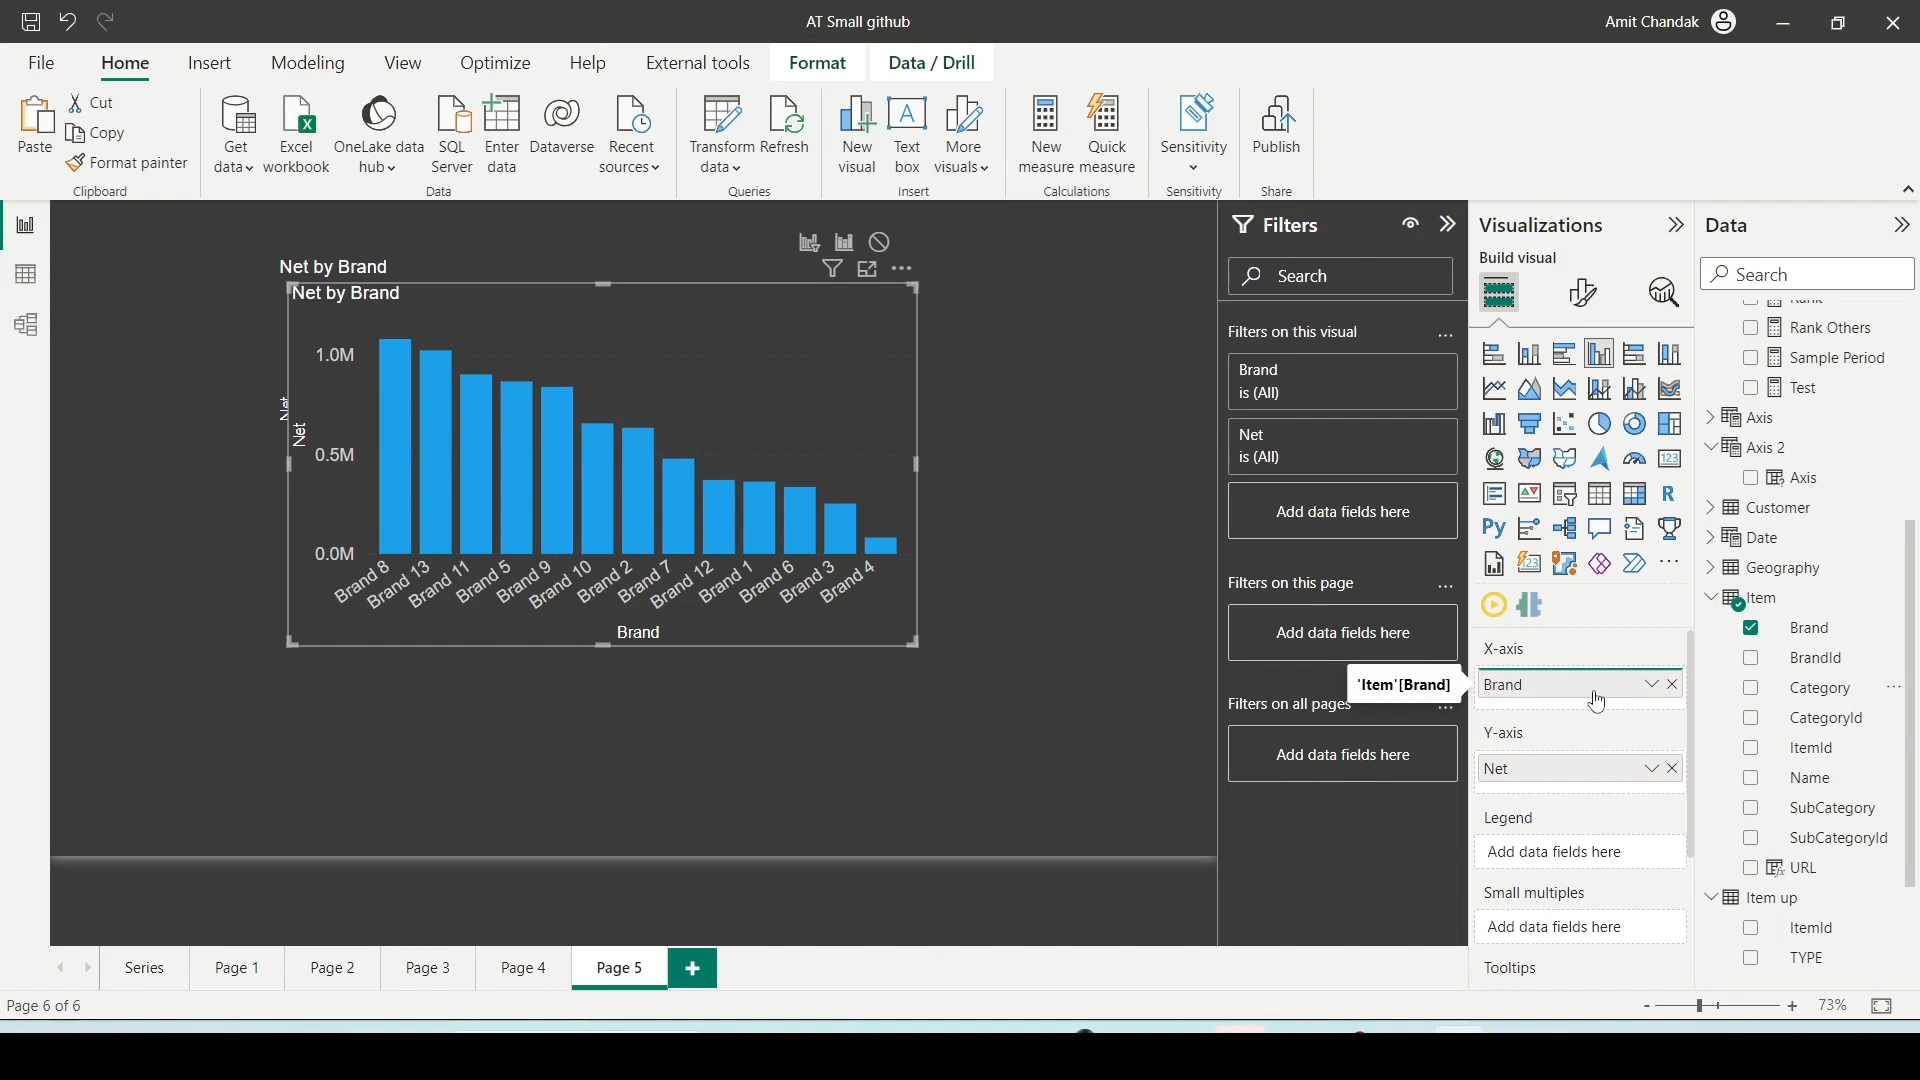 AT Small github
Amit Chandak
File Home Insert Modeling View Optimize Help External tools Format Data / Drill
Paste
Cut
Copy
Format painter
Clipboard
Get data
Excel workbook
OneLake data hub
SQL Server
Enter data
Dataverse
Recent sources
Data
Transform data
Refresh
Queries
New visual
Text box
More visuals
Insert
New measure
Quick measure
Calculations
Sensitivity
Sensitivity
Publish
Share
Net by Brand
Net by Brand
1.0M
0.5M
0.0M
Net
Net
Brand 8
Brand 13
Brand 11
Brand 5
Brand 9
Brand 10
Brand 2
Brand 7
Brand 12
Brand 1
Brand 6
Brand 3
Brand 4
Brand
Filters
Search
Filters on this visual
Brand
is (All)
Net
is (All)
Add data fields here
Filters on this page
Add data fields here
'Item'[Brand]
Filters on all pages
Add data fields here
Visualizations
Build visual
123
R
Py
123
X-axis
Brand
Y-axis
Net
Legend
Add data fields here
Small multiples
Add data fields here
Tooltips
Data
Search
Rank
Rank Others
Sample Period
Test
Axis
Axis 2
Axis
Customer
Date
Geography
Item
Brand
BrandId
Category
CategoryId
ItemId
Name
SubCategory
SubCategoryId
URL
Item up
ItemId
TYPE
Series Page 1 Page 2 Page 3 Page 4 Page 5
Page 6 of 6
73%